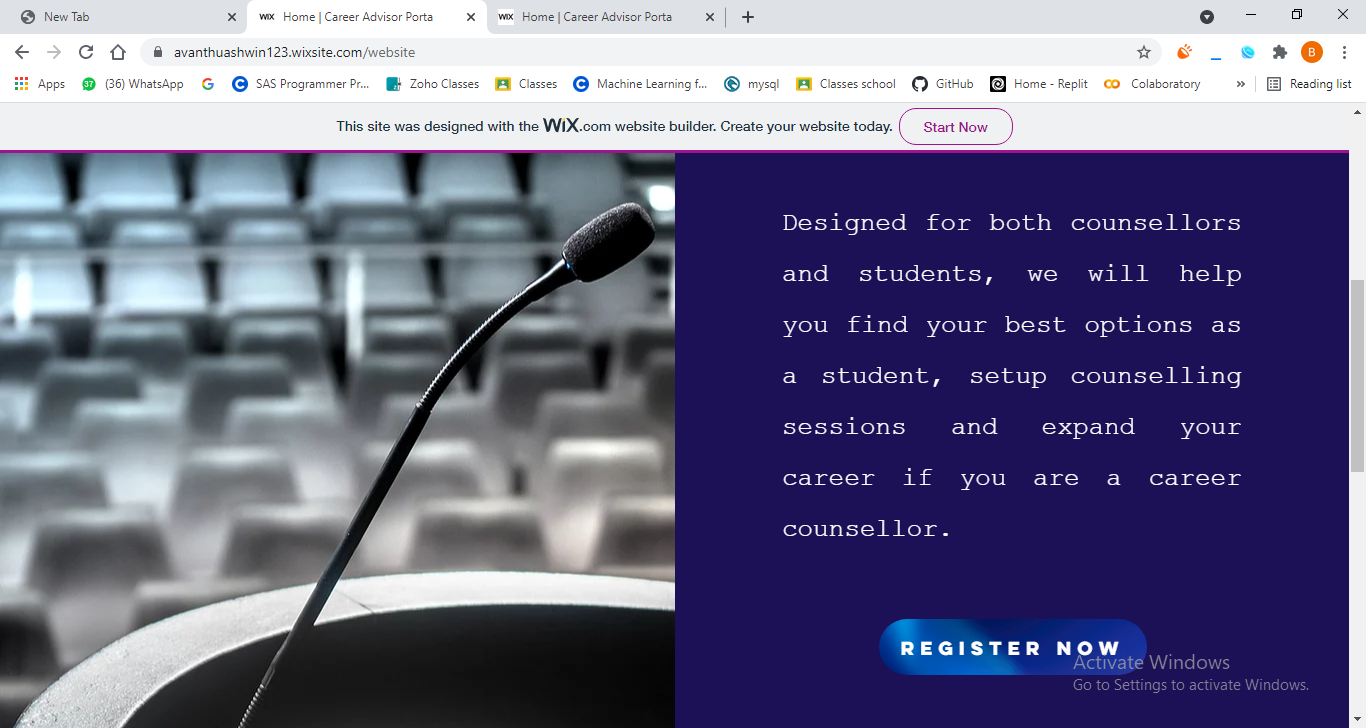 New Tab
WiX Home | Career Advisor Porta
WiX Home | Career Advisor Porta
avanthuashwin123.wixsite.com/website
B
Apps
37 (36) WhatsApp
G
C SAS Programmer Pr...
Zoho Classes
Classes
C Machine Learning f...
mysql
Classes school
GitHub
Home - Replit
Colaboratory
»
Reading list
This site was designed with the WiX.com website builder. Create your website today. Start Now
Designed for both counsellors
and students, we will help
you find your best options as
a student, setup counselling
sessions and expand your
career if you are a career
counsellor.
REGISTER NOW
Activate Windows
Go to Settings to activate Windows.